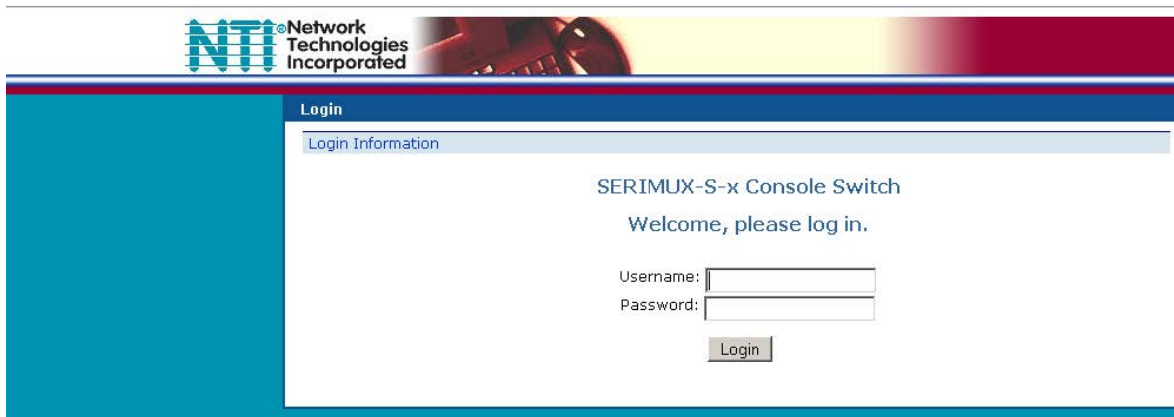 NTI®
Network
Technologies
Incorporated
Login
Login Information
SERIMUX-S-x Console Switch
Welcome, please log in.
Username:
Password:
Login